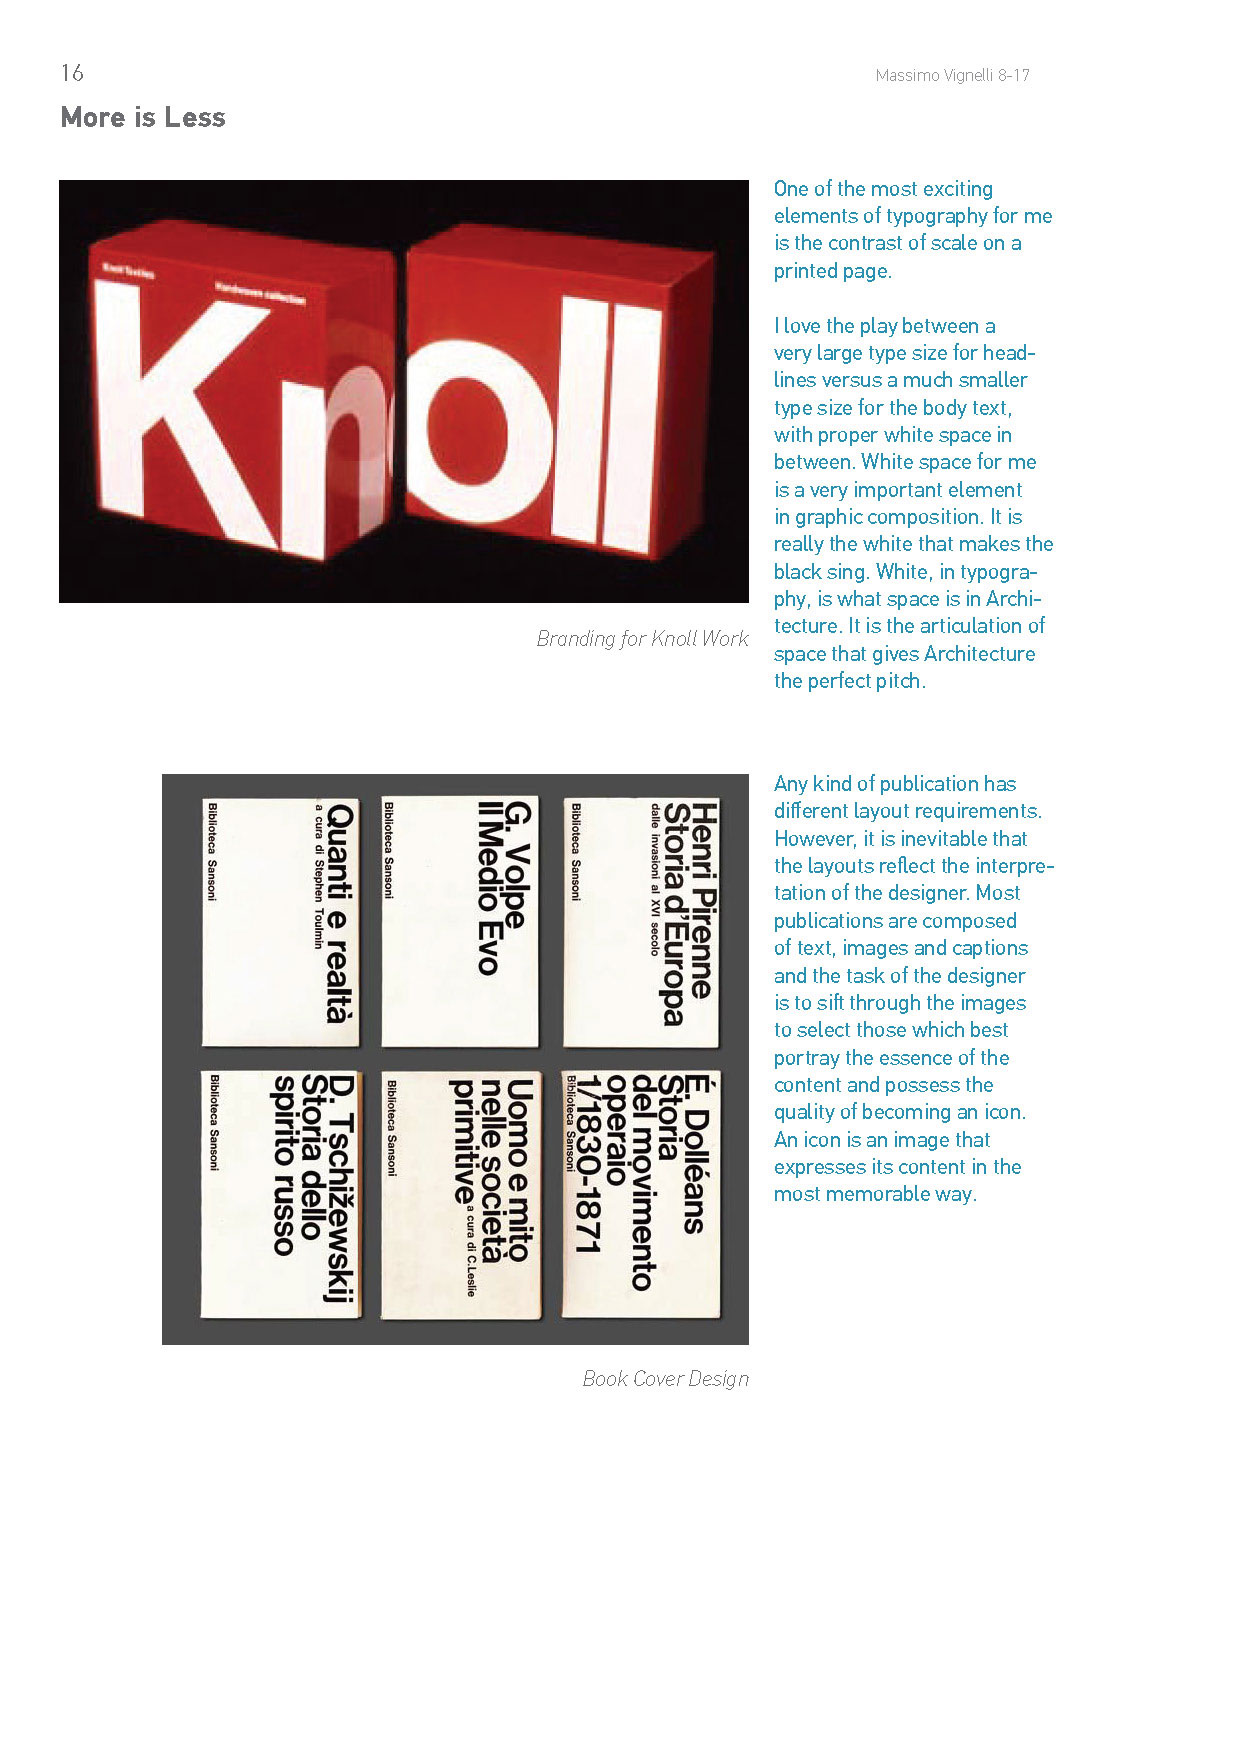 16
Massimo Vignelli 8-17
More is Less
Knoll Textiles
Handwoven collection
Knoll
Branding for Knoll Work
One of the most exciting
elements of typography for me
is the contrast of scale on a
printed page.
I love the play between a
very large type size for head-
lines versus a much smaller
type size for the body text,
with proper white space in
between. White space for me
is a very important element
in graphic composition. It is
really the white that makes the
black sing. White, in typogra-
phy, is what space is in Archi-
tecture. It is the articulation of
space that gives Architecture
the perfect pitch.
Quanti e realtà
a cura di Stephen Toulmin
Biblioteca Sansoni
G. Volpe
Il Medio Evo
Biblioteca Sansoni
Henri Pirenne
Storia d'Europa
dalle invasioni al XVI secolo
Biblioteca Sansoni
D. Tschižewskij
Storia dello
spirito russo
Biblioteca Sansoni
Uomo e mito
nelle società
primitive
a cura di C.Leslie
Biblioteca Sansoni
É. Dolléans
Storia
del movimento
operaio
1/1830-1871
Biblioteca Sansoni
Book Cover Design
Any kind of publication has
different layout requirements.
However, it is inevitable that
the layouts reflect the interpre-
tation of the designer. Most
publications are composed
of text, images and captions
and the task of the designer
is to sift through the images
to select those which best
portray the essence of the
content and possess the
quality of becoming an icon.
An icon is an image that
expresses its content in the
most memorable way.